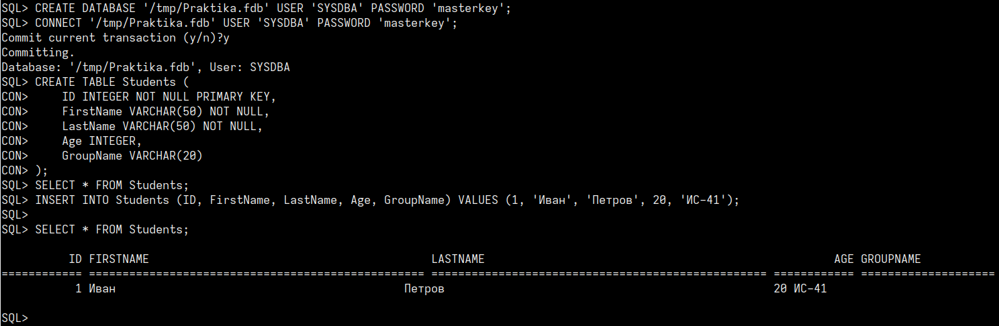 SQL> CREATE DATABASE '/tmp/Praktika.fdb' USER 'SYSDBA' PASSWORD 'masterkey';
SQL> CONNECT '/tmp/Praktika.fdb' USER 'SYSDBA' PASSWORD 'masterkey';
Commit current transaction (y/n)?y
Committing.
Database: '/tmp/Praktika.fdb', User: SYSDBA
SQL> CREATE TABLE Students (
CON>     ID INTEGER NOT NULL PRIMARY KEY,
CON>     FirstName VARCHAR(50) NOT NULL,
CON>     LastName VARCHAR(50) NOT NULL,
CON>     Age INTEGER,
CON>     GroupName VARCHAR(20)
CON> );
SQL> SELECT * FROM Students;
SQL> INSERT INTO Students (ID, FirstName, LastName, Age, GroupName) VALUES (1, 'Иван', 'Петров', 20, 'ИС-41');
SQL>
SQL> SELECT * FROM Students;
          ID FIRSTNAME                                          LASTNAME                                                    AGE GROUPNAME
============ ================================================== ================================================== ============ ====================
           1 Иван                                           Петров                                                 20 ИС-41
SQL>